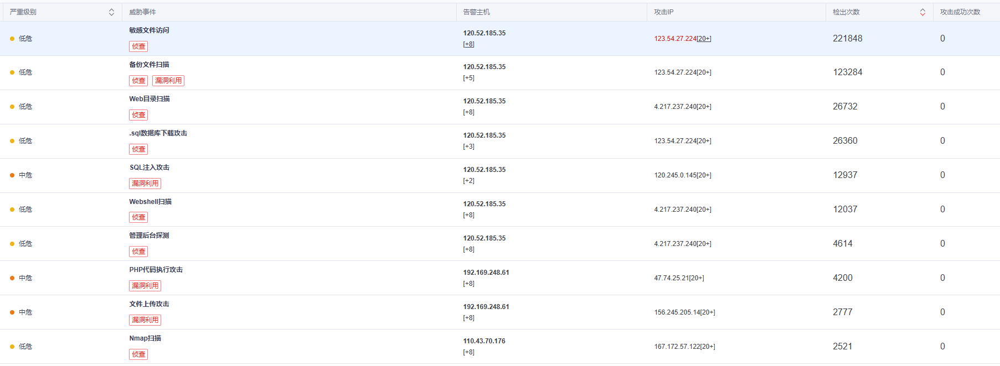 严重级别 威胁事件 告警主机 攻击IP 检出次数 攻击成功次数
低危 敏感文件访问 120.52.185.35 123.54.27.224[20+] 221848 0
侦查 [+8]
低危 备份文件扫描 120.52.185.35 123.54.27.224[20+] 123284 0
侦查 漏洞利用 [+5]
低危 Web目录扫描 120.52.185.35 4.217.237.240[20+] 26732 0
侦查 [+8]
低危 .sql数据库下载攻击 120.52.185.35 123.54.27.224[20+] 26360 0
侦查 [+3]
中危 SQL注入攻击 120.52.185.35 120.245.0.145[20+] 12937 0
漏洞利用 [+2]
低危 Webshell扫描 120.52.185.35 4.217.237.240[20+] 12037 0
侦查 [+8]
低危 管理后台探测 120.52.185.35 4.217.237.240[20+] 4614 0
侦查 [+8]
中危 PHP代码执行攻击 192.169.248.61 47.74.25.21[20+] 4200 0
漏洞利用 [+8]
中危 文件上传攻击 192.169.248.61 156.245.205.14[20+] 2777 0
漏洞利用 [+8]
低危 Nmap扫描 110.43.70.176 167.172.57.122[20+] 2521 0
侦查 [+8]